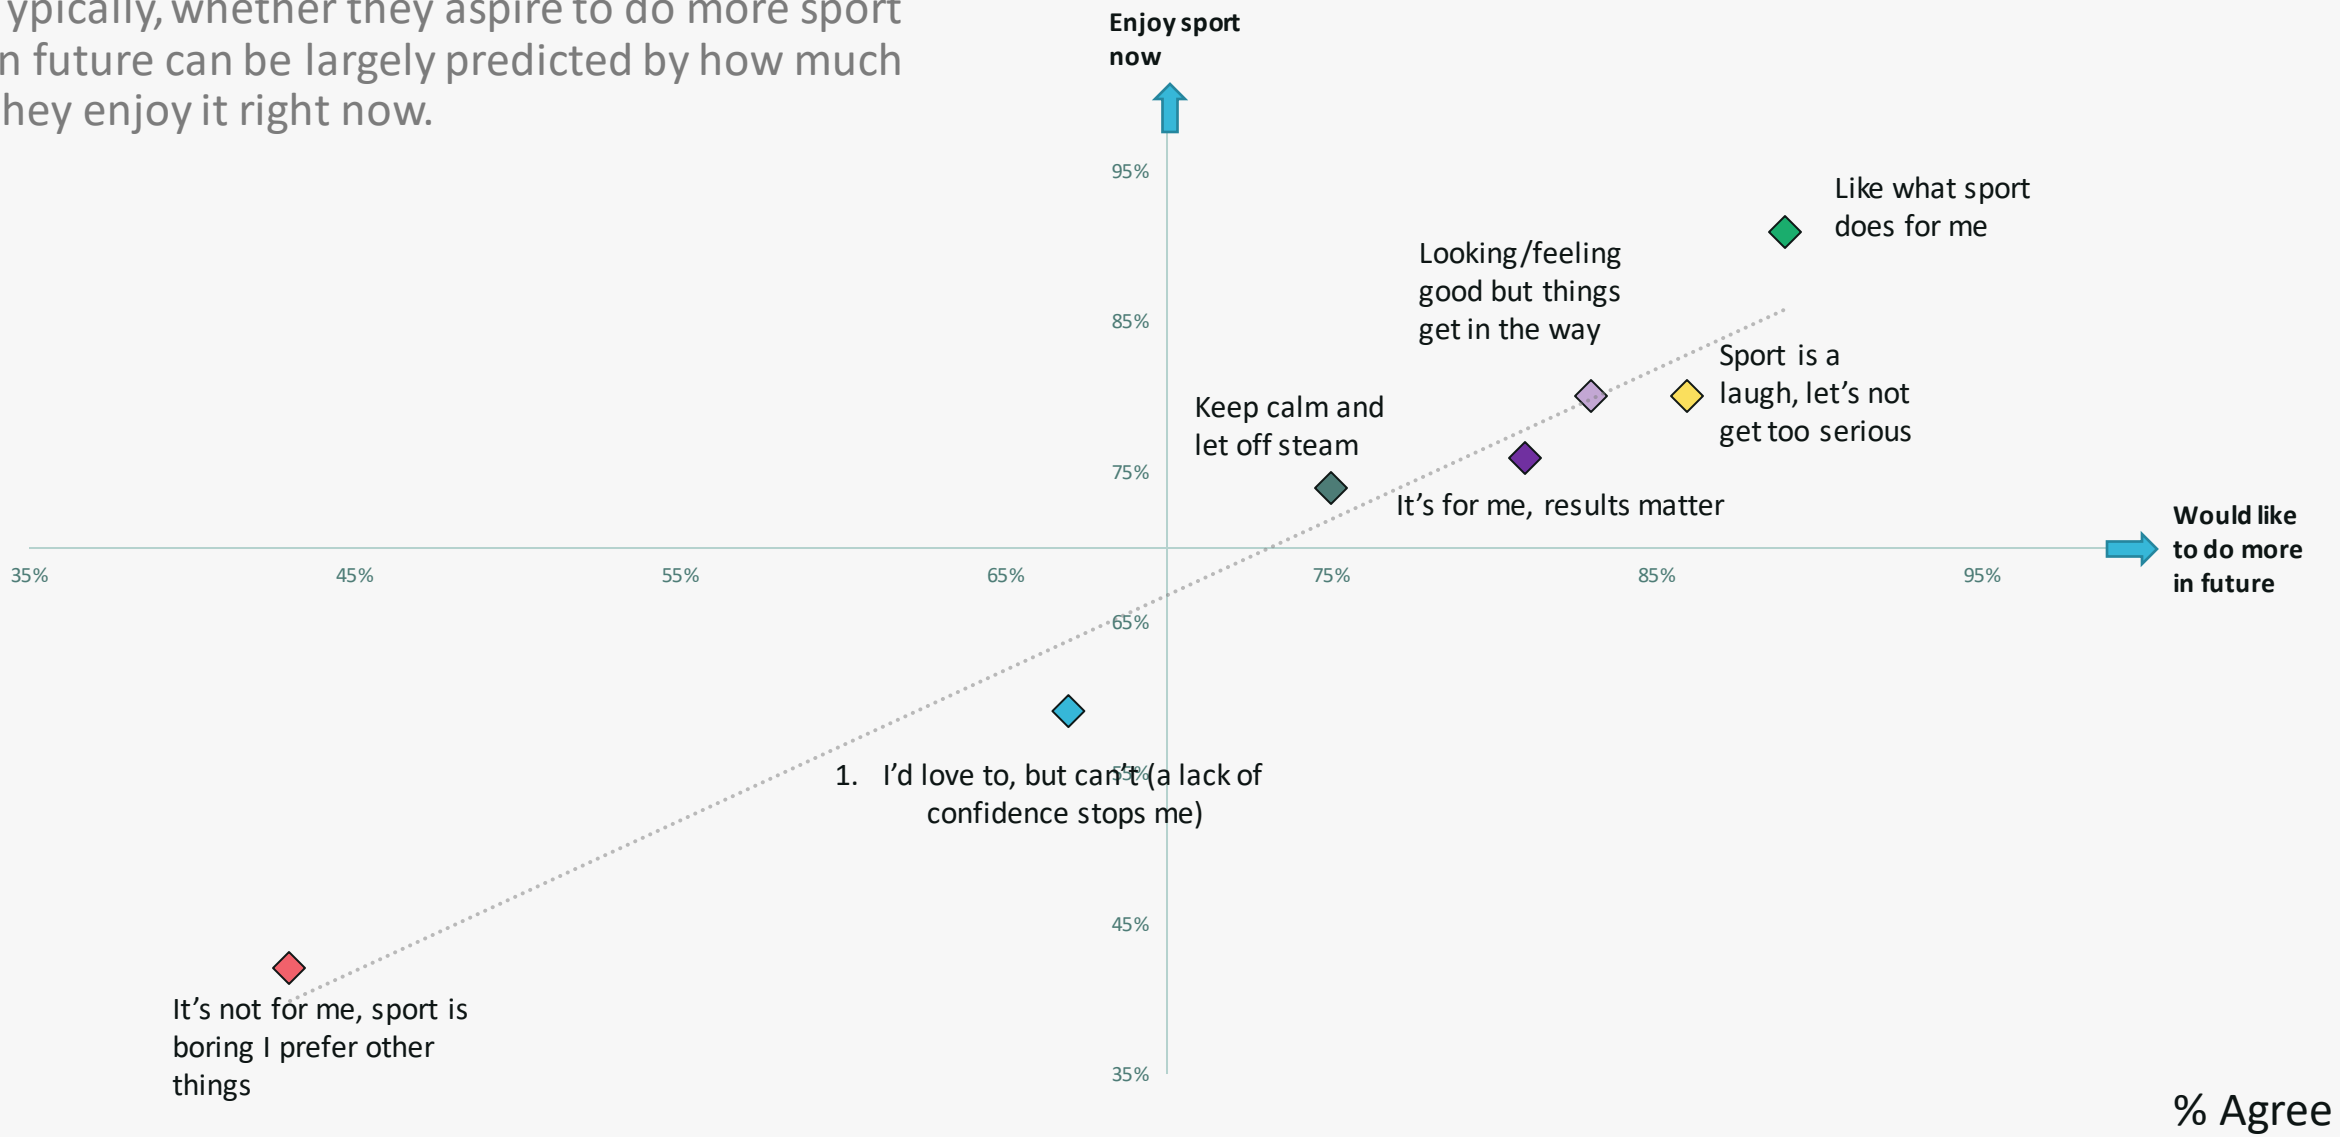 ypically, whether they aspire to do more sport
n future can be largely predicted by how much
hey enjoy it right now.
Enjoy sport
now
95%
Like what sport
does for me
Looking/feeling
good but things
get in the way
85%
Sport is a
laugh, let's not
get too serious
Keep calm and
let off steam
75%
It's for me, results matter
Would like
to do more
in future
35% 45% 55% 65% 75% 85% 95%
65%
55%
1. I'd love to, but can't (a lack of
confidence stops me)
45%
It's not for me, sport is
boring I prefer other
things
35%
% Agree